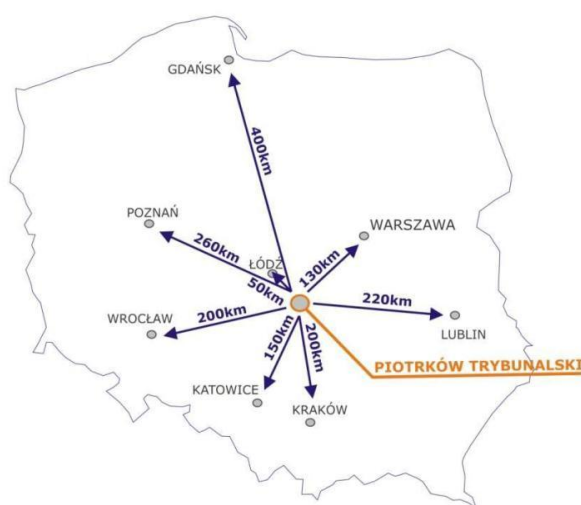 GDAŃSK
400km
POZNAŃ
260km
ŁÓDŹ
50km
WARSZAWA
130km
WROCŁAW
200km
220km
LUBLIN
150km
200km
PIOTRKÓW TRYBUNALSKI
KATOWICE
KRAKÓW